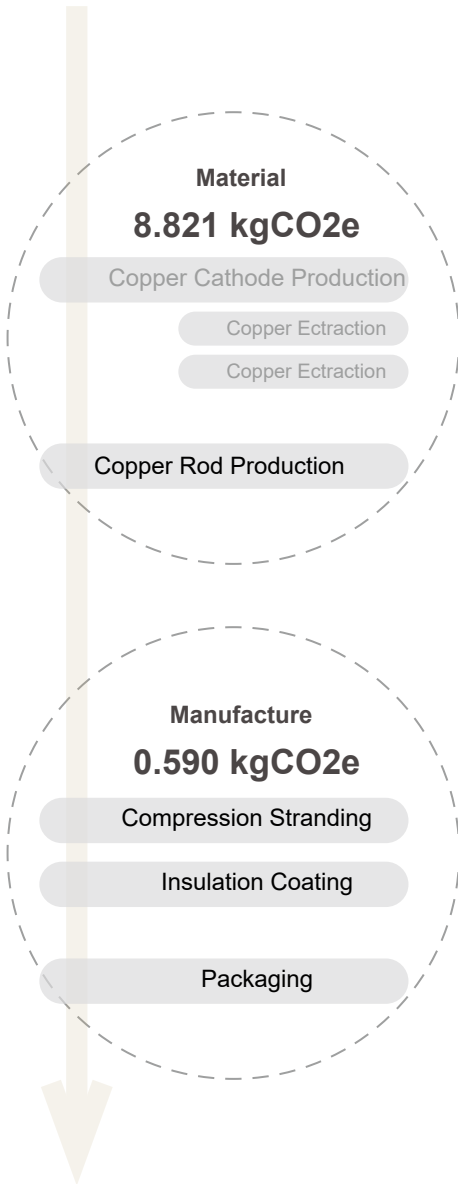 Material
8.821 kgCO2e
Copper Cathode Production
Copper Ectraction
Copper Ectraction
Copper Rod Production
Manufacture
0.590 kgCO2e
Compression Stranding
Insulation Coating
Packaging